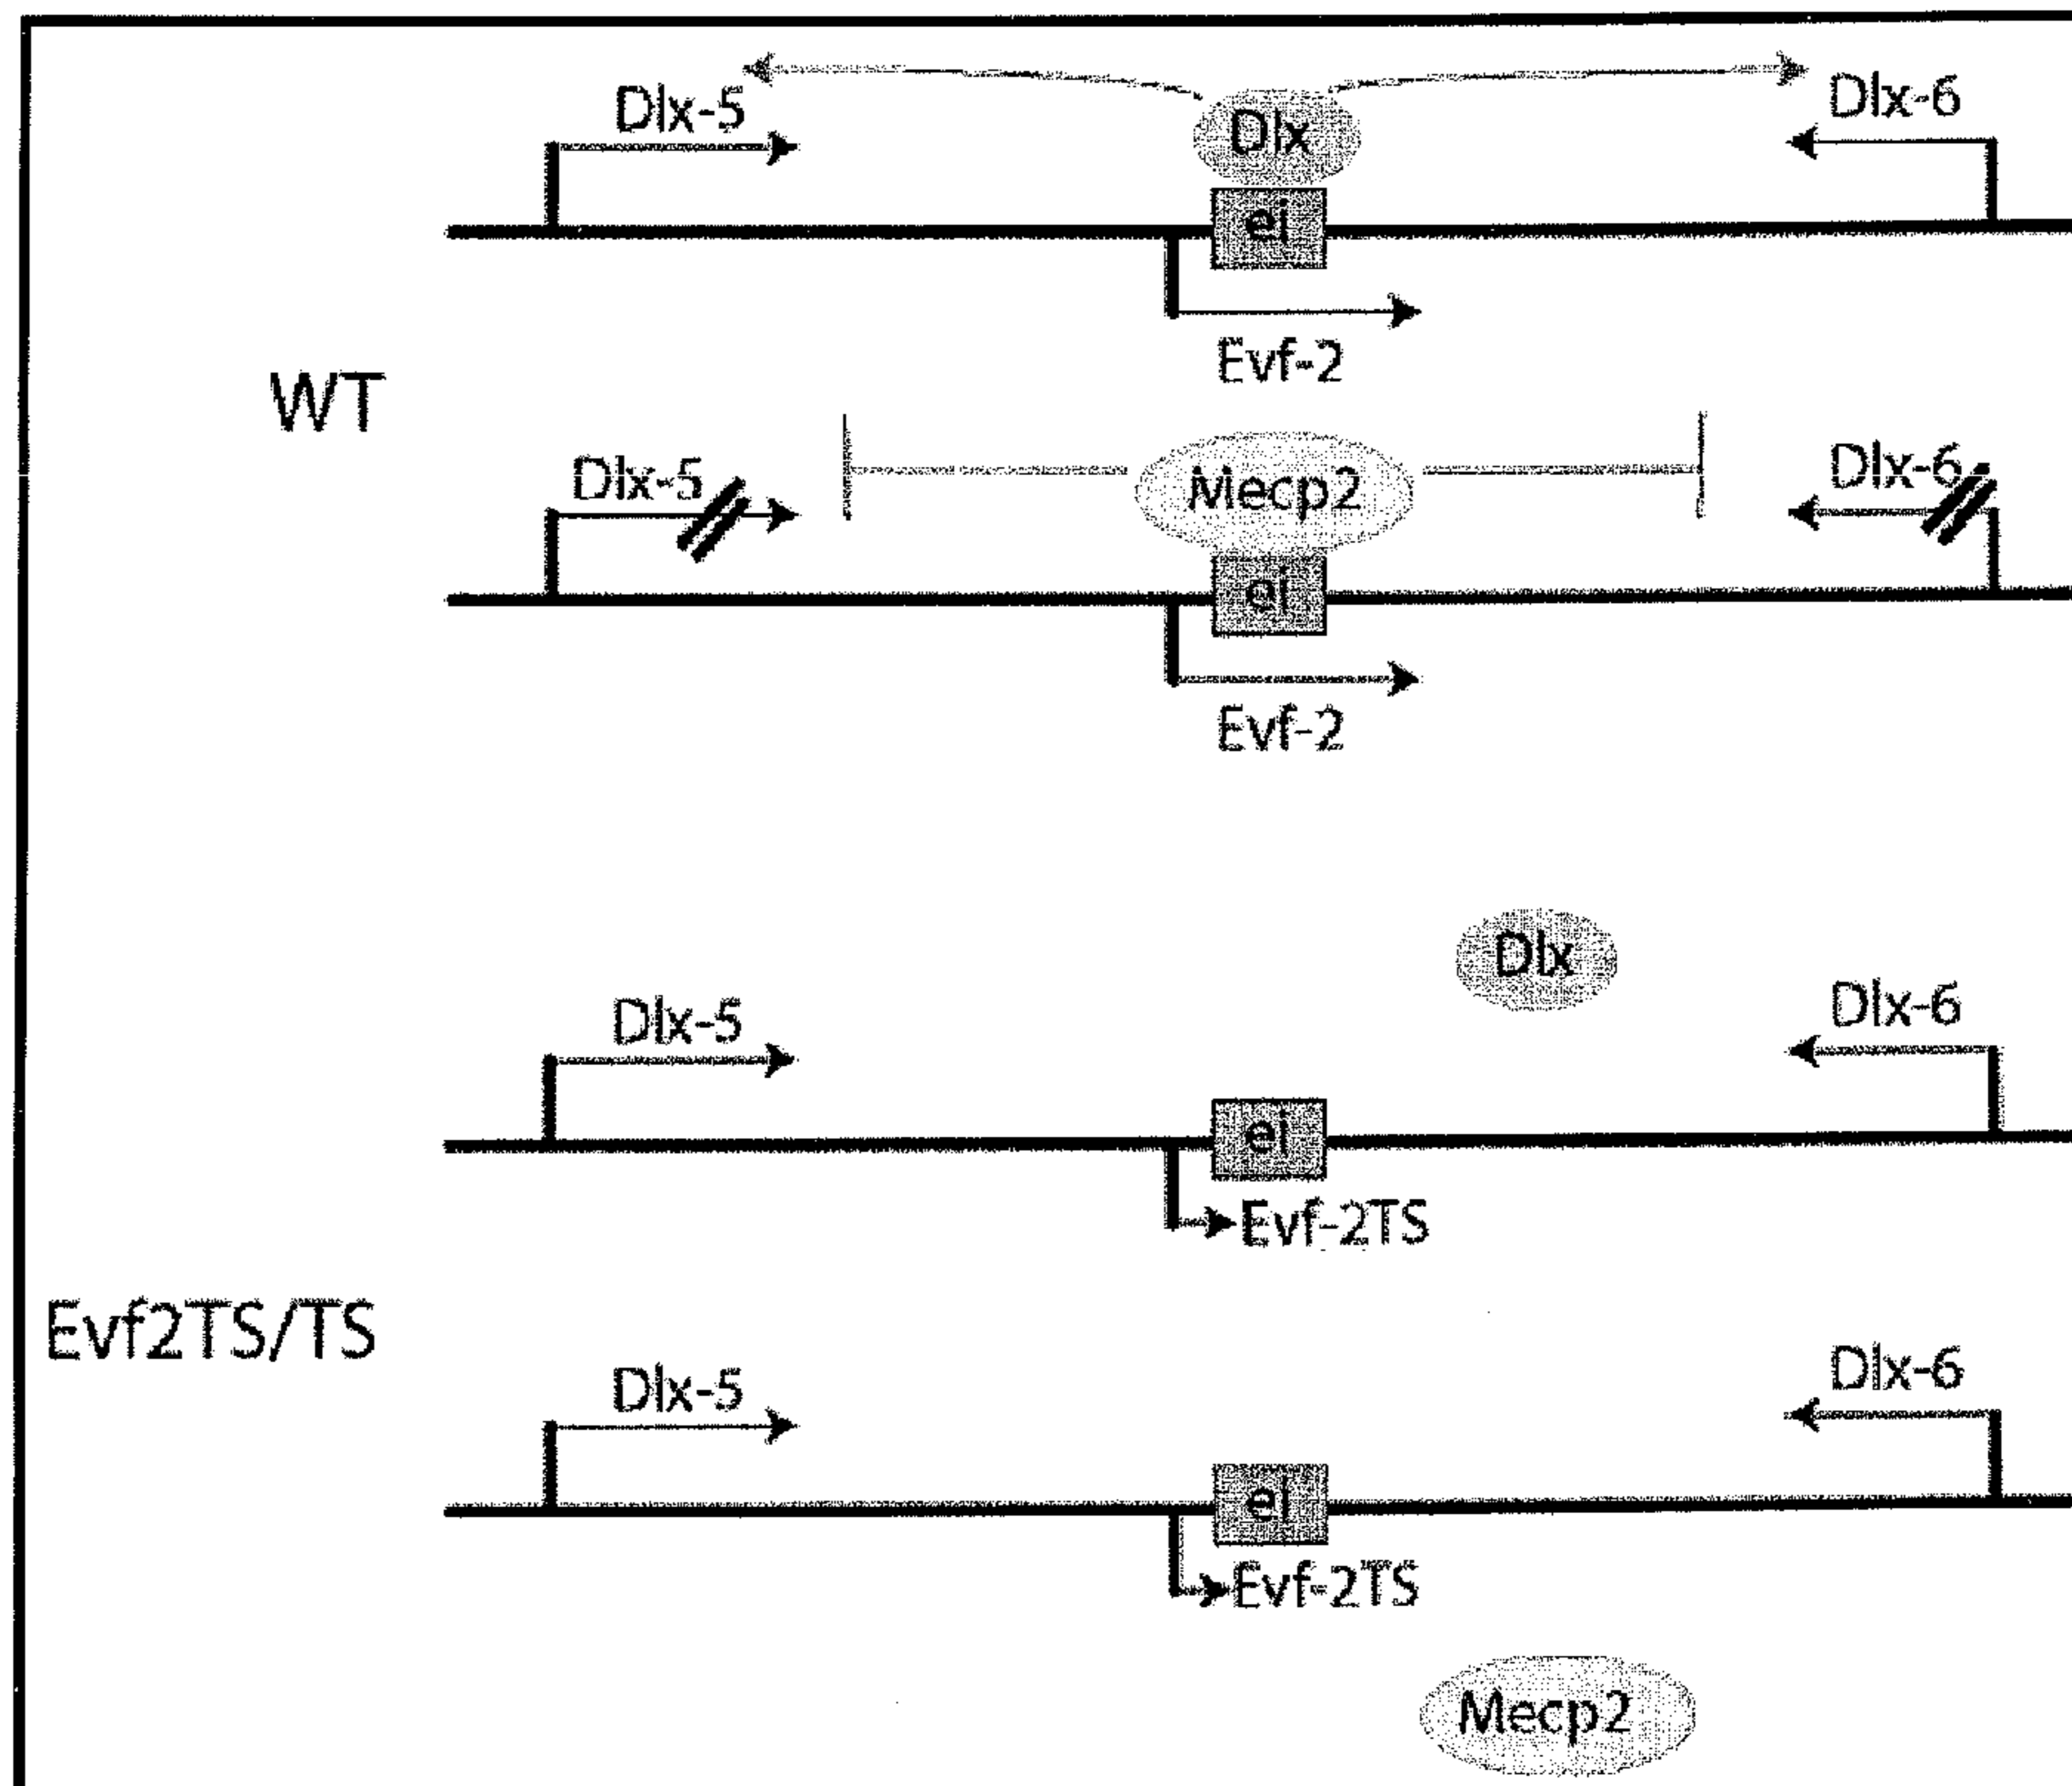 Dlx-5
Dlx
Dlx-6
ei
Evf-2
WT
Dlx-5
Mecp2
Dlx-6
ei
Evf-2
Dlx
Dlx-5
Dlx-6
ei
Evf-2TS
Evf2TS/TS
Dlx-5
Dlx-6
ei
Evf-2TS
Mecp2